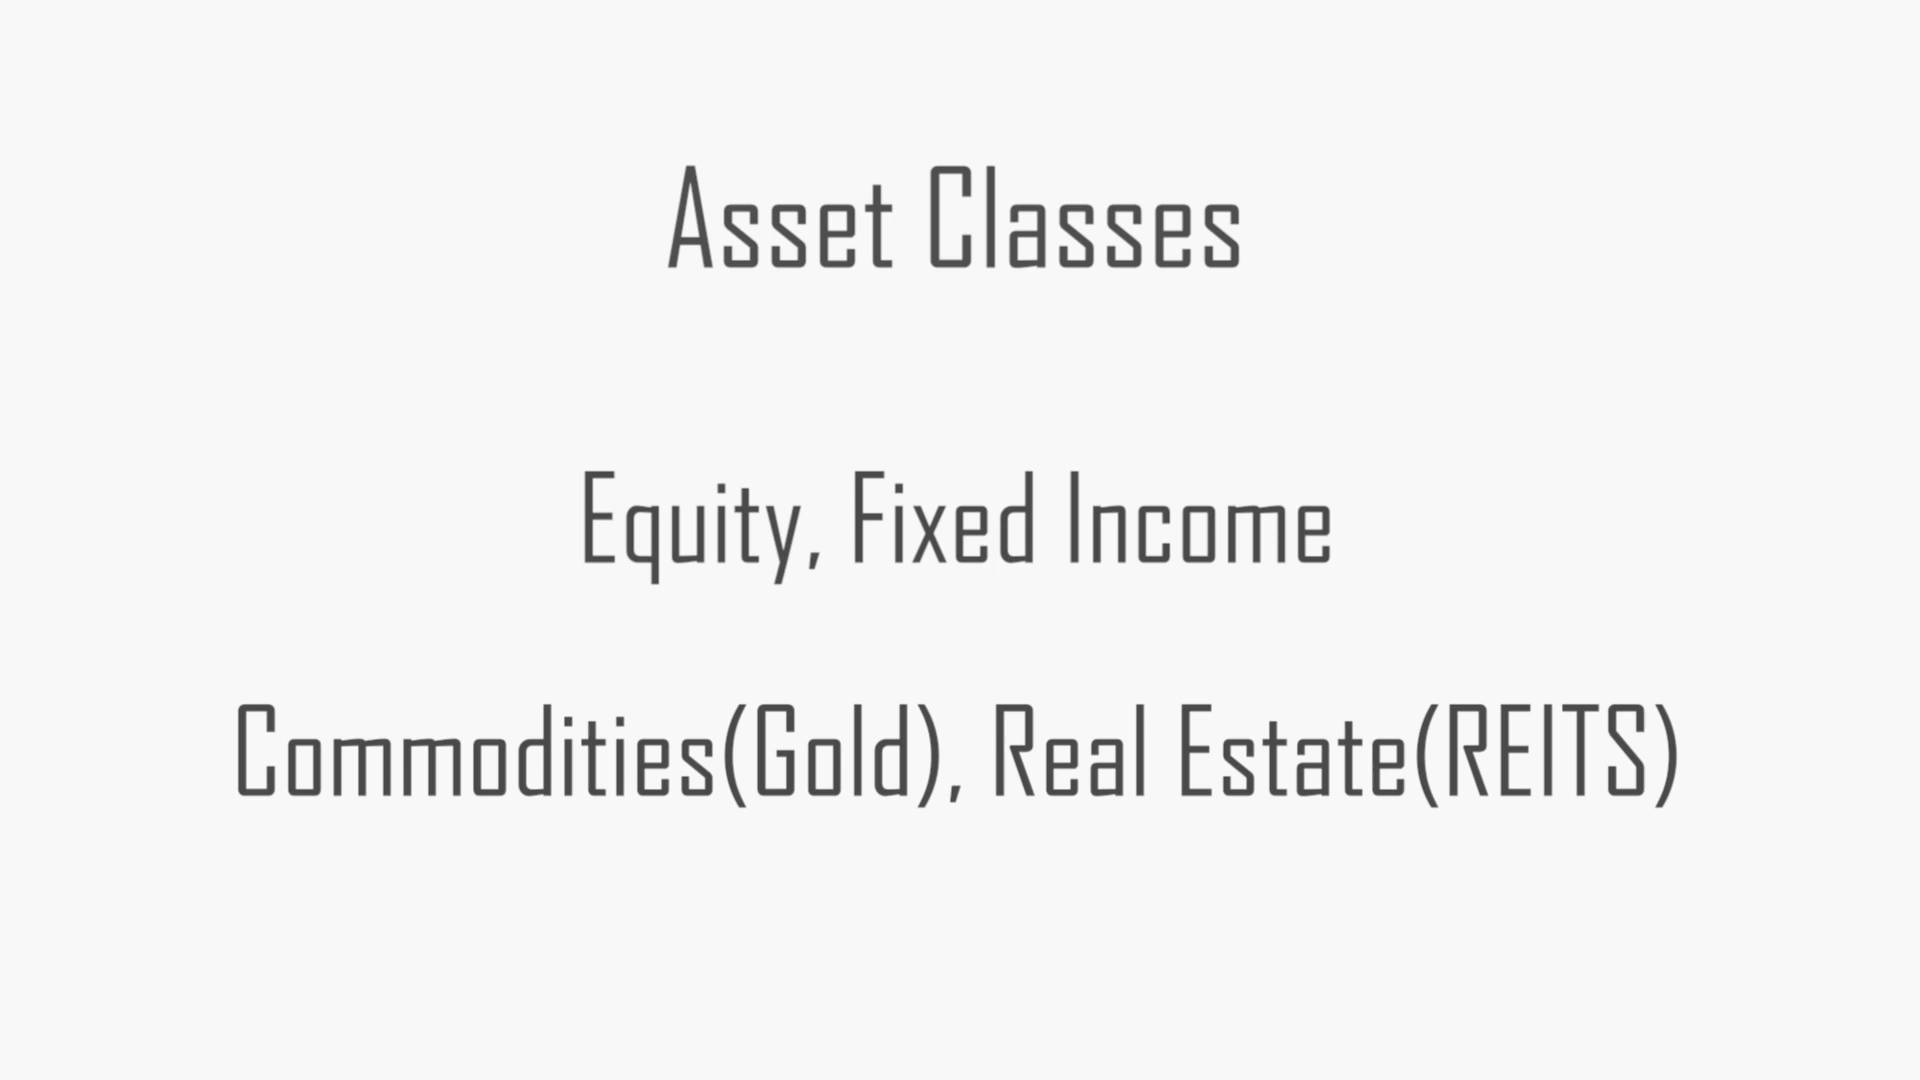 Asset Classes
Equity, Fixed Income
Commodities(Gold), Real Estate(REITS)